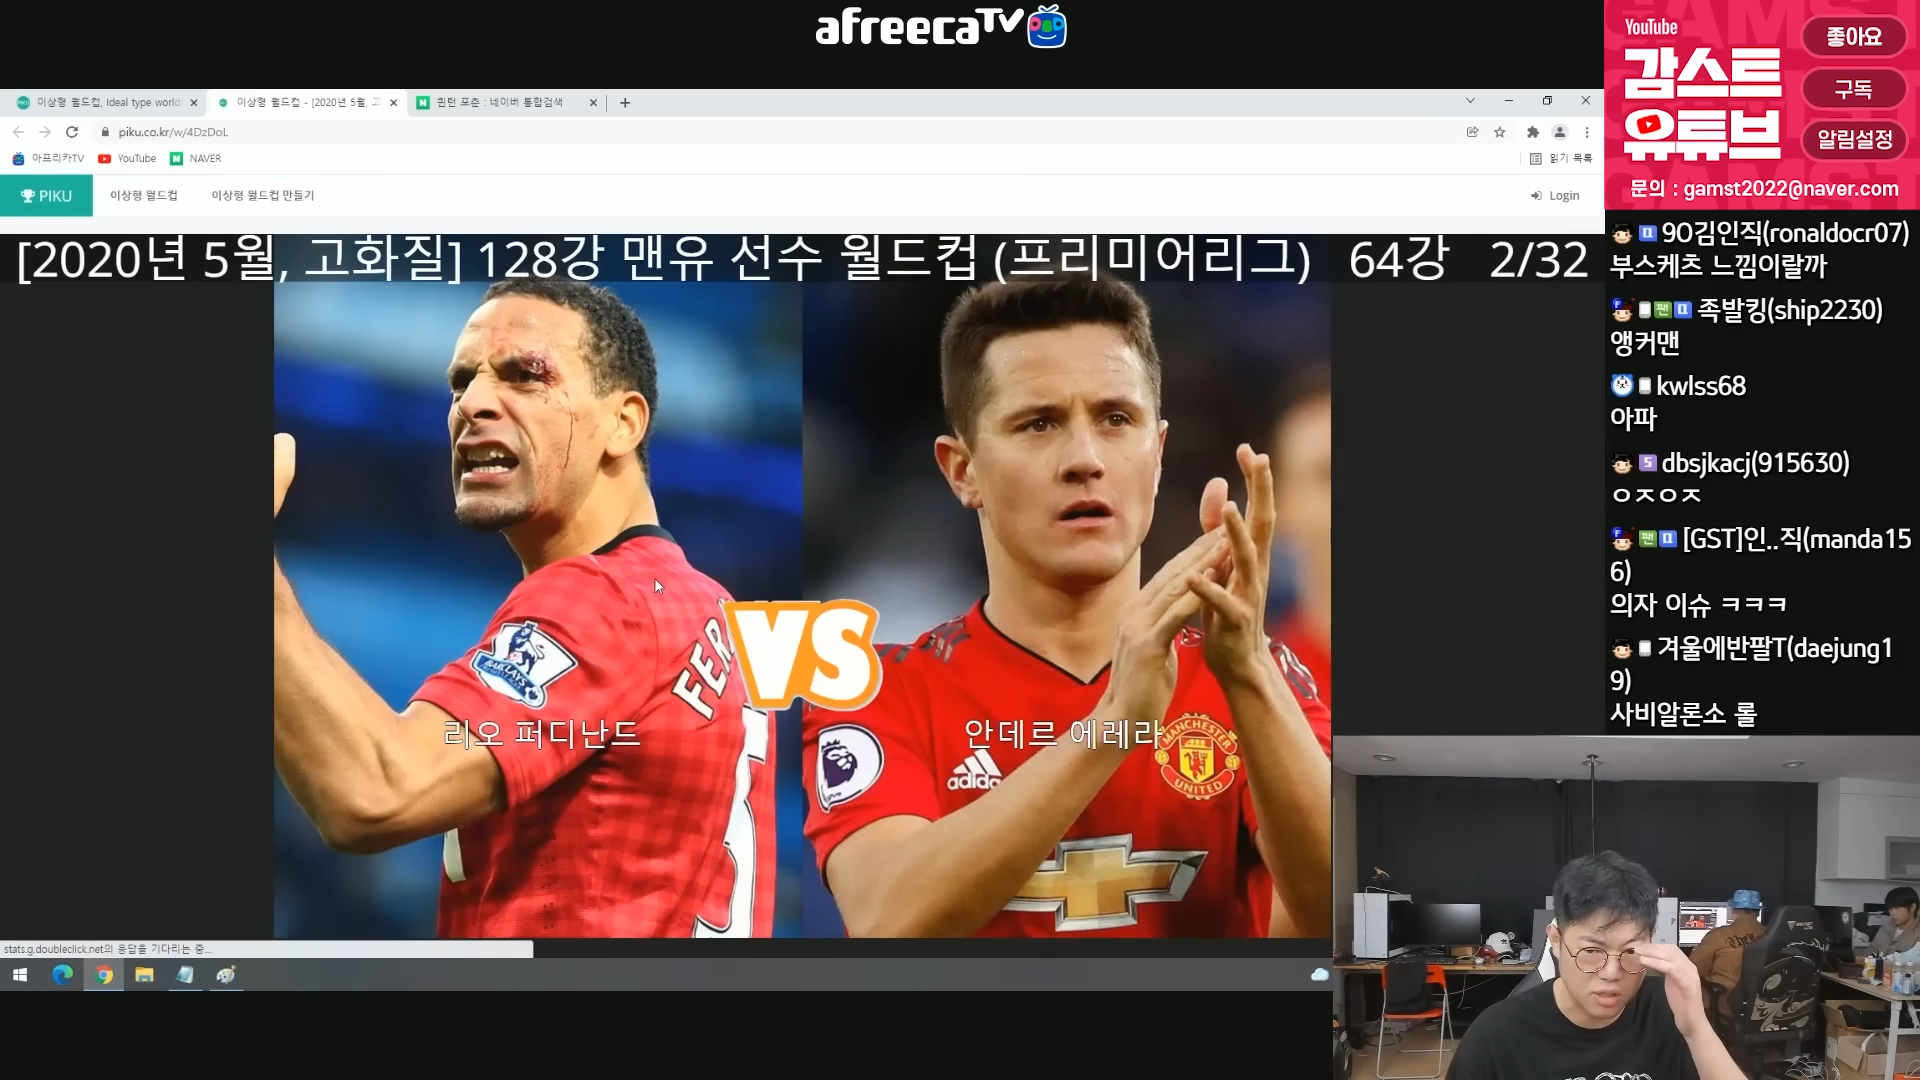 afreecaTV
이상형 월드컵, Ideal type world
이상형 월드컵 - [2020년 5월, 고
퀸턴 포춘 : 네이버 통합검색
piku.co.kr/w/4DzDoL
아프리카TV
YouTube
NAVER
읽기 목록
PIKU
이상형 월드컵
이상형 월드컵 만들기
Login
[2020년 5월, 고화질] 128강 맨유 선수 월드컵 (프리미어리그) 64강 2/32
BARCLAYS
FER
5
VS
리오 퍼디난드
안데르 에레라
adidas
MANCHESTER
UNITED
stats.g.doubleclick.net의 응답을 기다리는 중...
YouTube
감스트
유튜브
좋아요
구독
알림설정
문의 : gamst2022@naver.com
90김인직(ronaldocr07)
부스케츠 느낌이랄까
족발킹(ship2230)
앵커맨
kwlss68
아파
dbsjkacj(915630)
ㅇㅈㅇㅈ
[GST]인..직(manda15
6)
의자 이슈 ㅋㅋㅋ
겨울에반팔T(daejung1
9)
사비알론소 롤